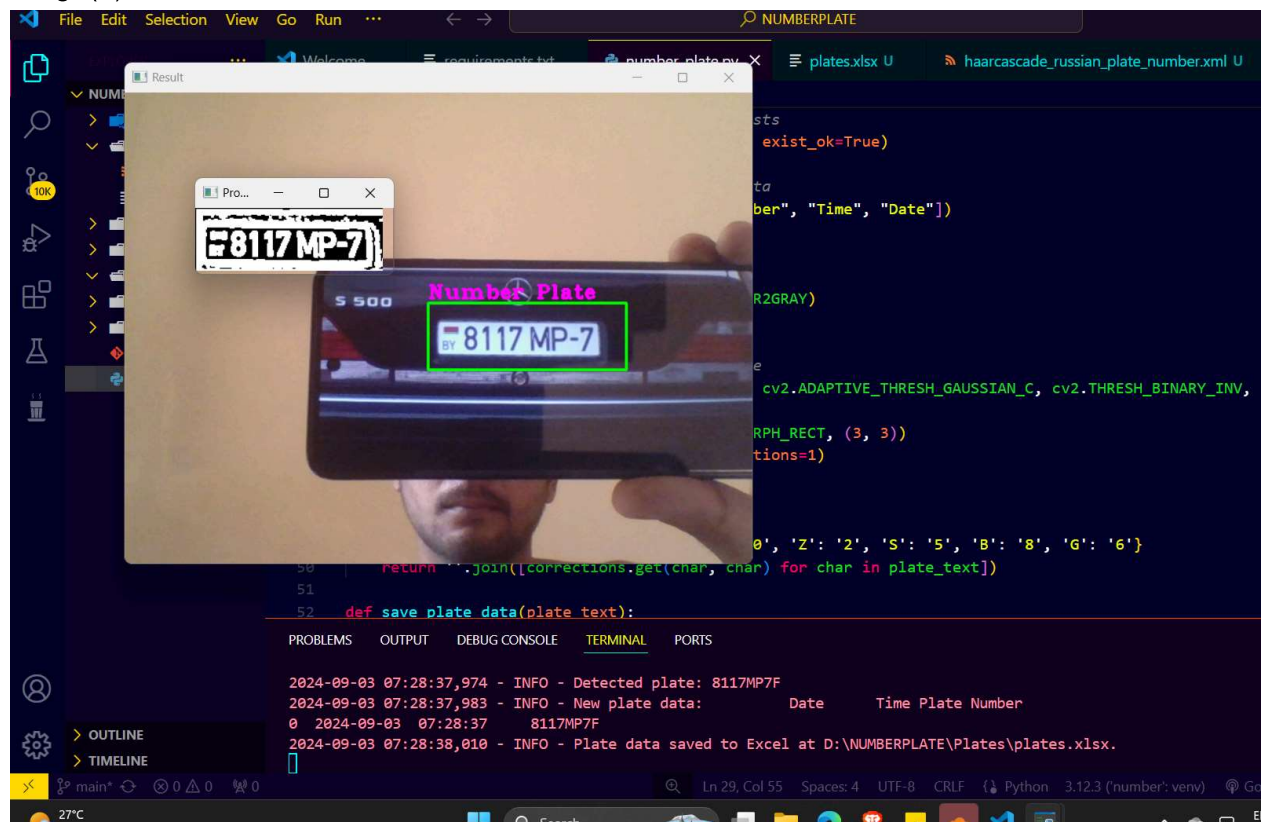 File Edit Selection View Go Run ... NUMBERPLATE
Welcome requirements.txt number_plate.py plates.xlsx U haarcascade_russian_plate_number.xml U
Result
NUM
sts
exist_ok=True)
10K
Pro...
ta
ber", "Time", "Date"])
8117 MP-7
R2GRAY)
S 500
Number Plate
BY 8117 MP-7
e
cv2.ADAPTIVE_THRESH_GAUSSIAN_C, cv2.THRESH_BINARY_INV,
RPH_RECT, (3, 3))
tions=1)
0', 'Z': '2', 'S': '5', 'B': '8', 'G': '6'}
50 return ''.join([corrections.get(char, char) for char in plate_text])
51
52 def save_plate_data(plate_text):
PROBLEMS OUTPUT DEBUG CONSOLE TERMINAL PORTS
2024-09-03 07:28:37,974 - INFO - Detected plate: 8117MP7F
2024-09-03 07:28:37,983 - INFO - New plate data: Date Time Plate Number
0 2024-09-03 07:28:37 8117MP7F
2024-09-03 07:28:38,010 - INFO - Plate data saved to Excel at D:\NUMBERPLATE\Plates\plates.xlsx.
OUTLINE
TIMELINE
main* 0 0 0 Ln 29, Col 55 Spaces: 4 UTF-8 CRLF Python 3.12.3 ('number': venv) Go
27°C
Search